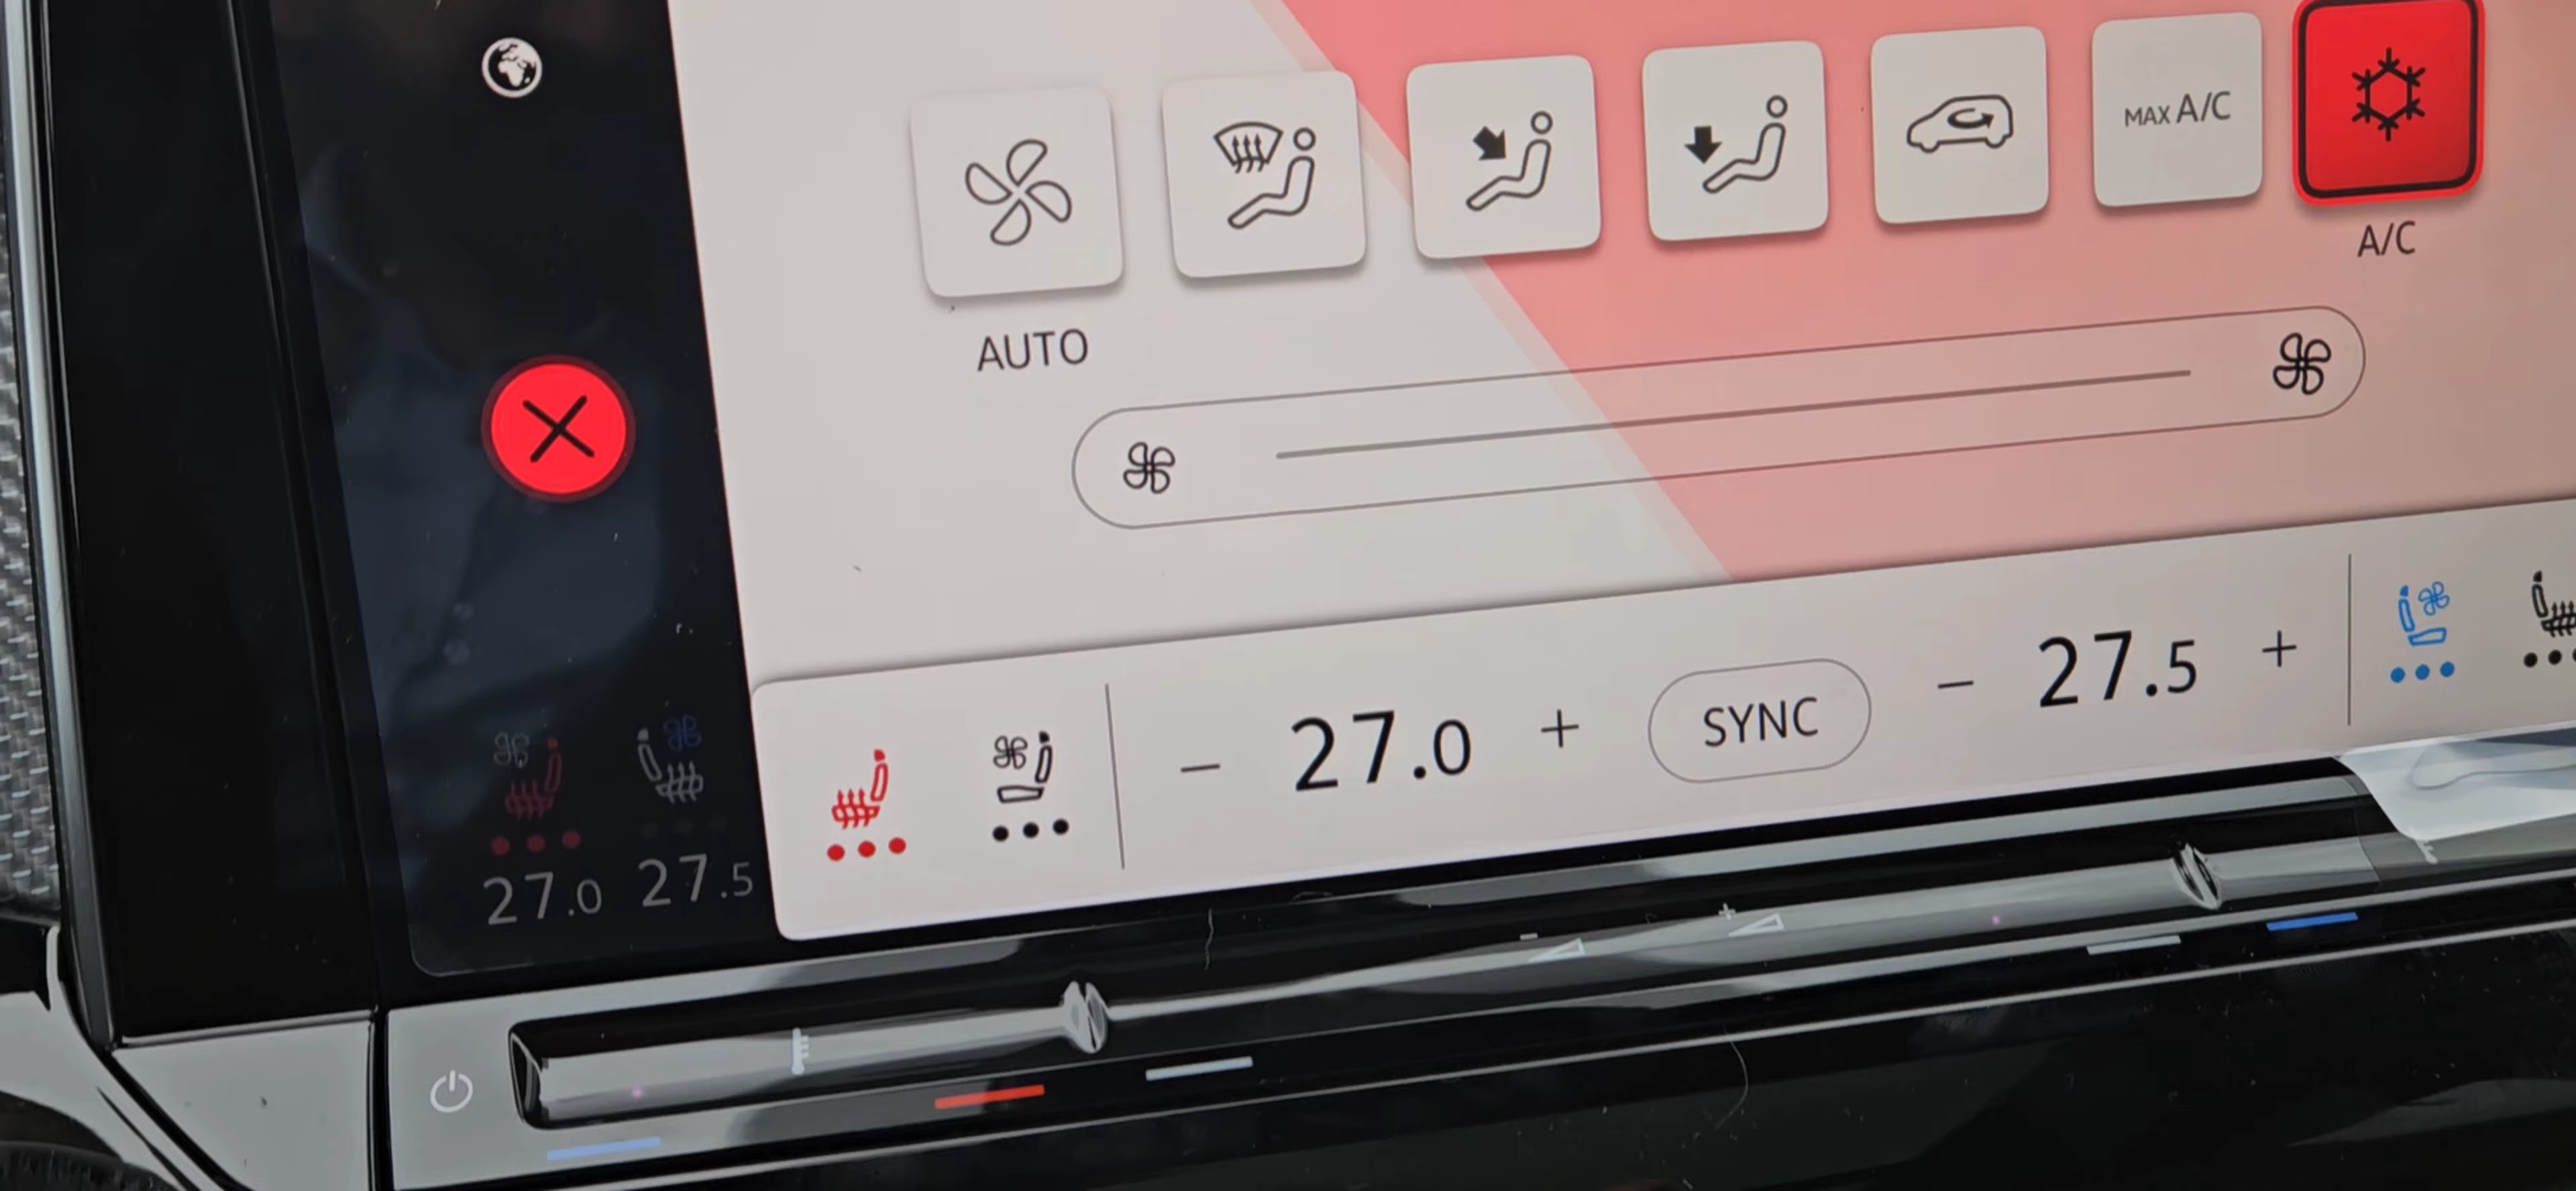 MAX A/C
A/C
AUTO
- 27.0 + SYNC - 27.5 +
27.0 27.5
- +